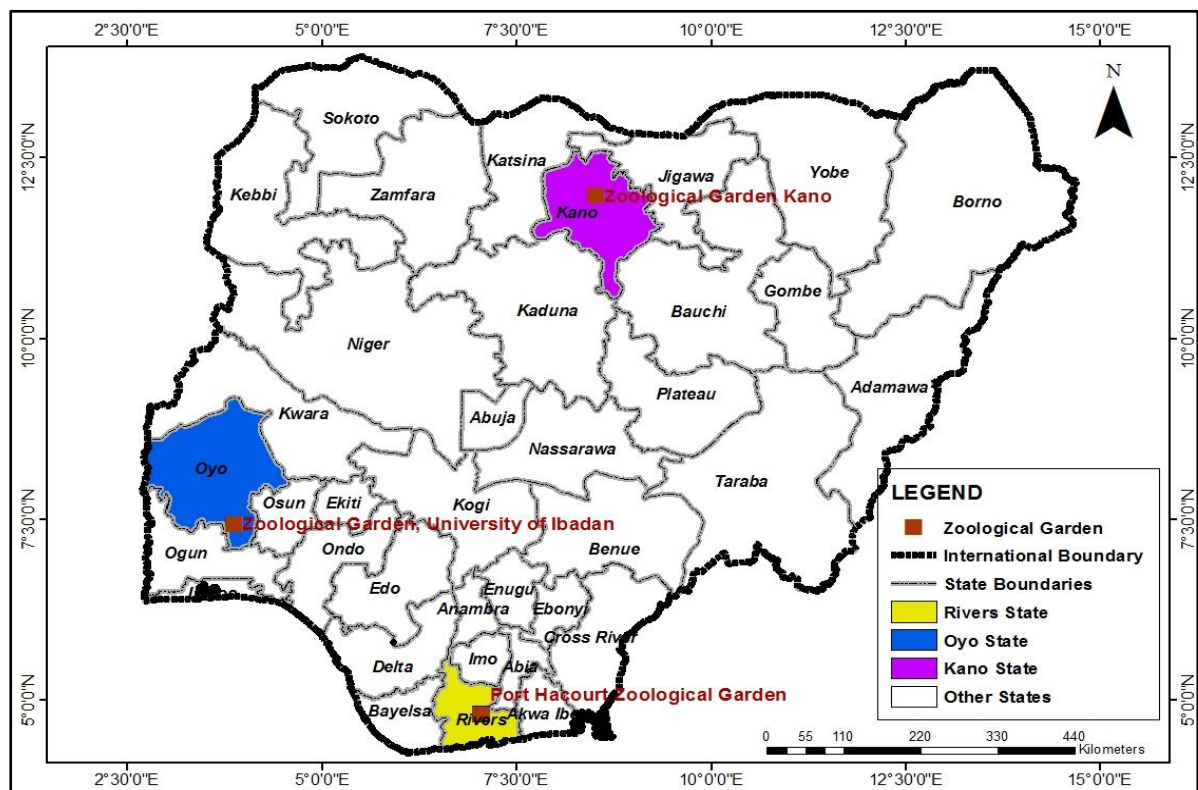 2°30'0"E 5°0'0"E 7°30'0"E 10°0'0"E 12°30'0"E 15°0'0"E
N
Sokoto
12°30'0"N
Katsina
12°30'0"N
Kebbi
Zamfara
Jigawa
Yobe
Kano
Zoological Garden Kano
Borno
Gombe
Kaduna
Bauchi
10°0'0"N
Niger
10°0'0"N
Plateau
Adamawa
Kwara
Abuja
Nassarawa
Oyo
Taraba
Osun
Ekiti
Kogi
7°30'0"N
Zoological Garden, University of Ibadan
7°30'0"N
Ogun
Ondo
Benue
Edo
Enugu
Anambra
Ebonyi
Cross River
Imo
Abia
Delta
Port Hacourt Zoological Garden
5°0'0"N
Bayelsa
Rivers
Akwa
5°0'0"N
LEGEND
Zoological Garden
International Boundary
State Boundaries
Rivers State
Oyo State
Kano State
Other States
0 55 110 220 330 440
Kilometers
2°30'0"E 5°0'0"E 7°30'0"E 10°0'0"E 12°30'0"E 15°0'0"E